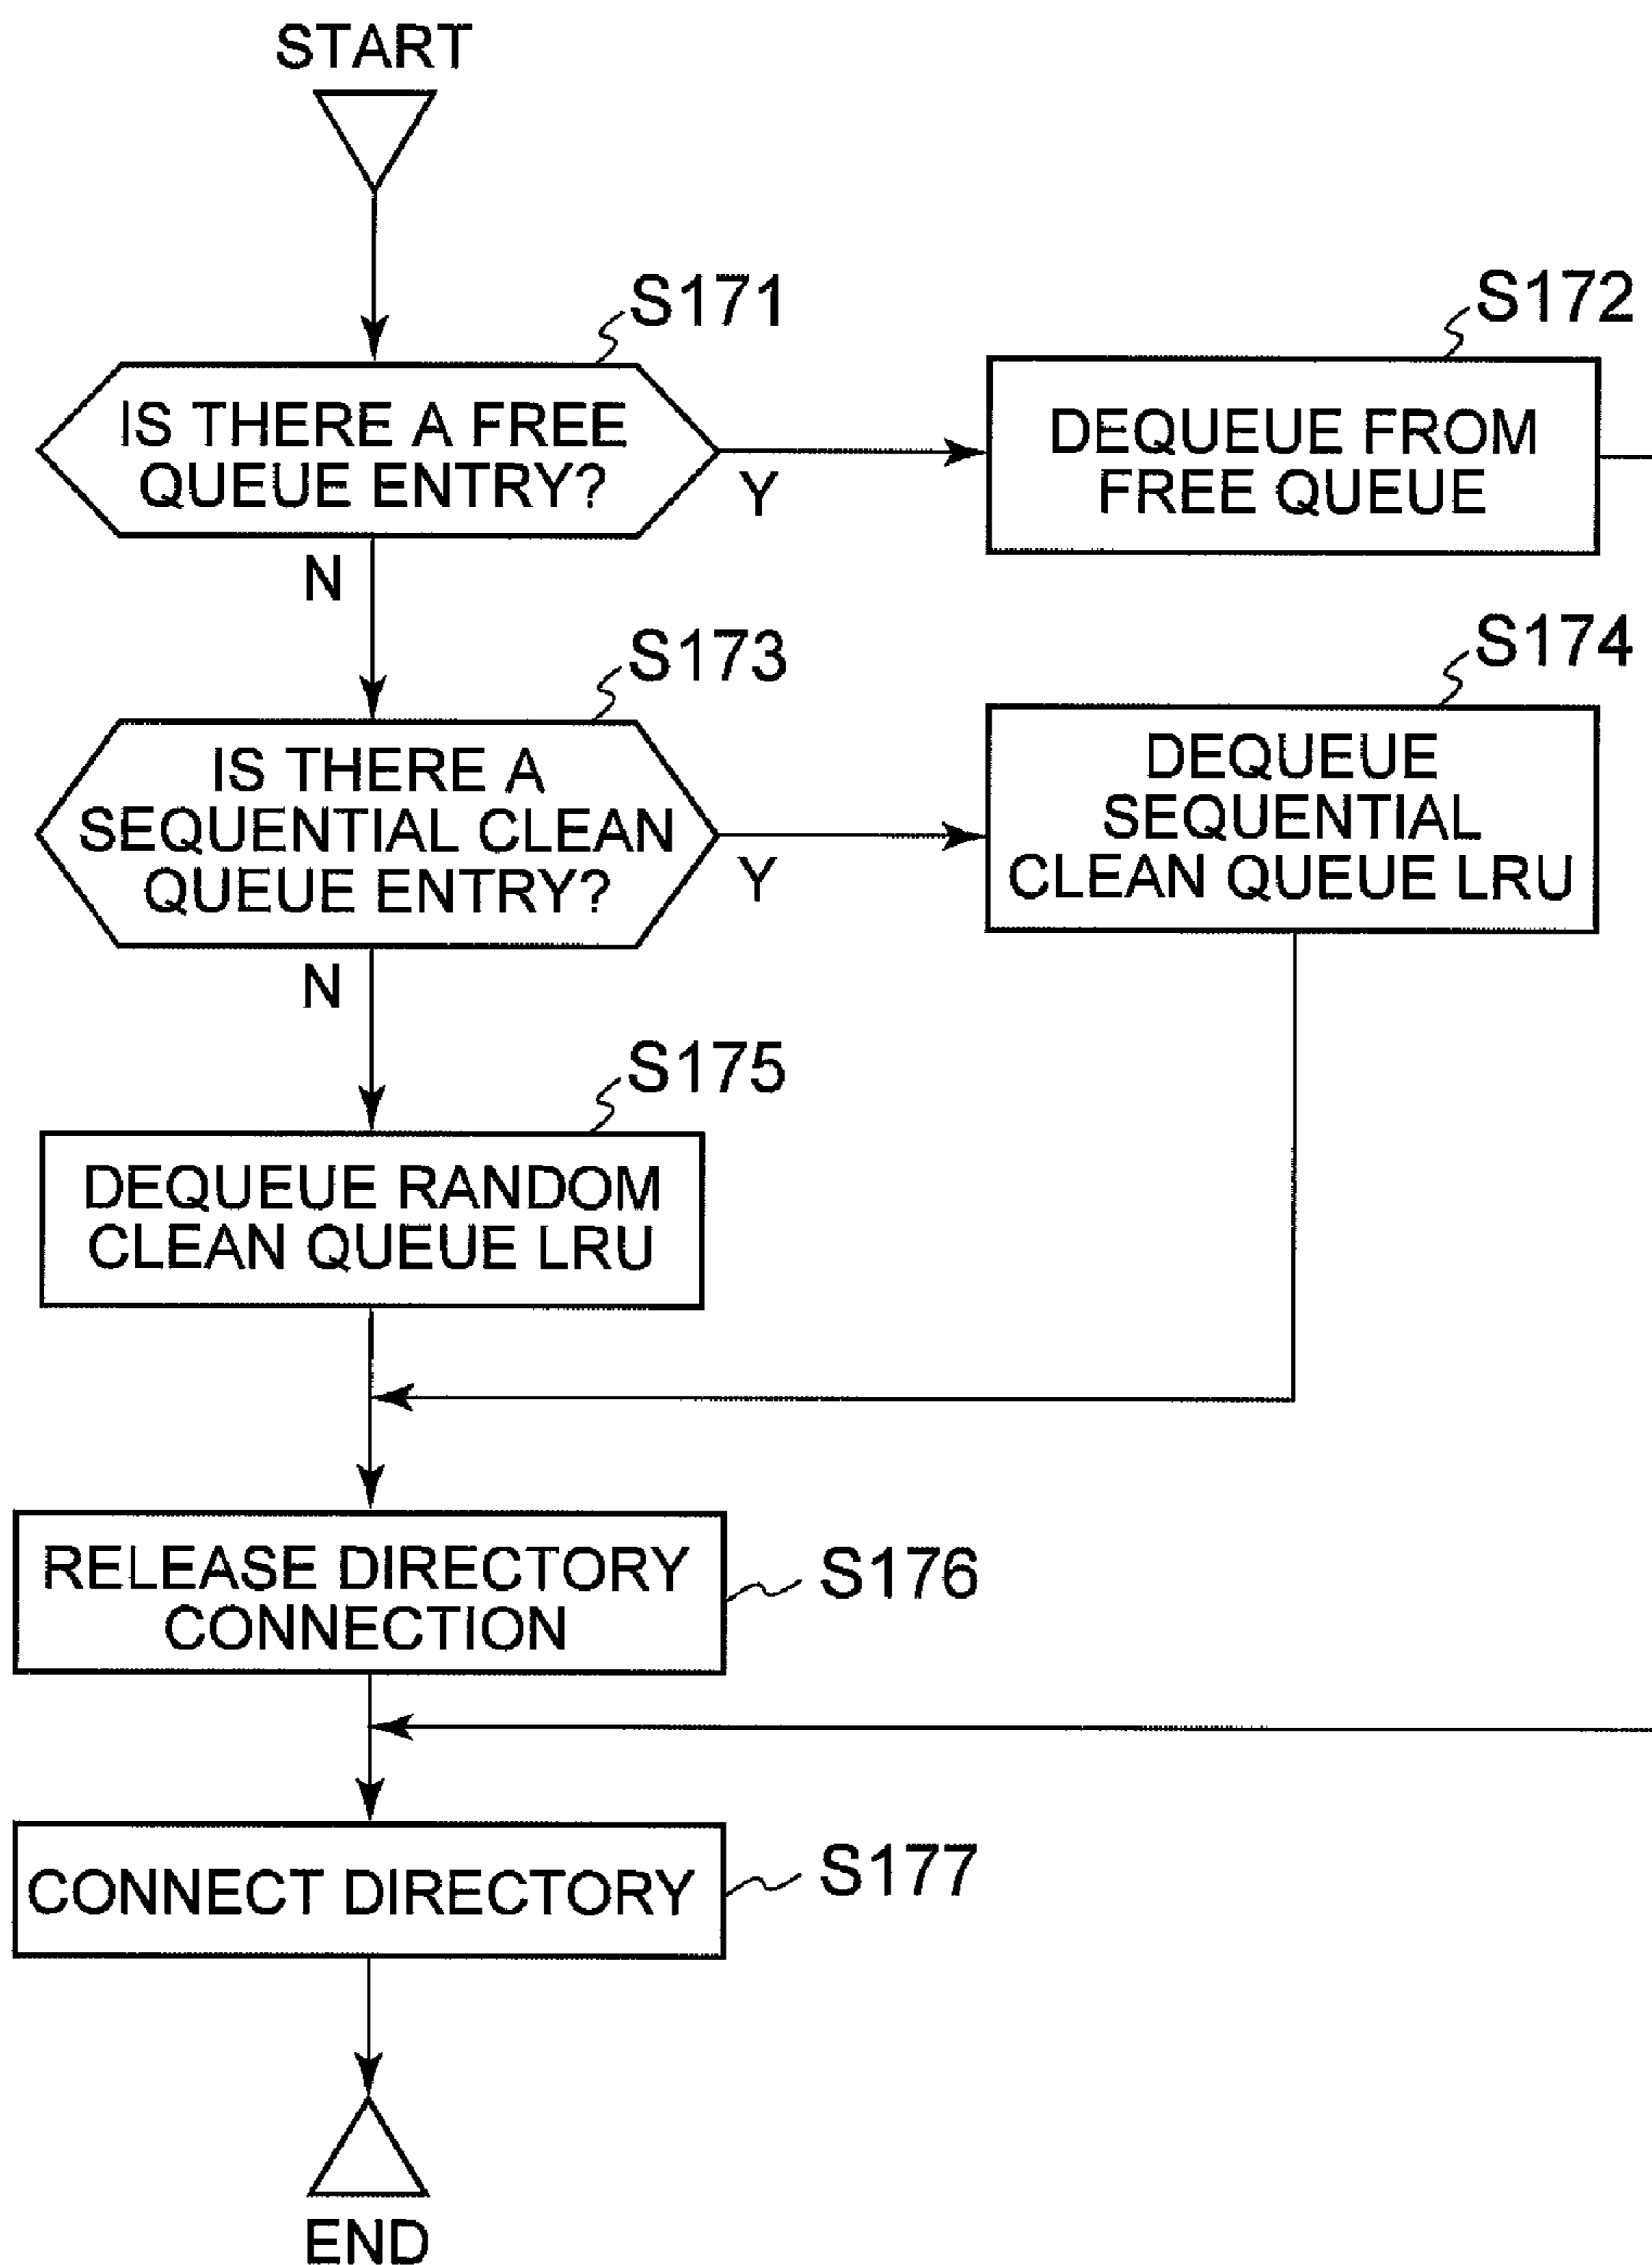 START
S171
IS THERE A FREE
QUEUE ENTRY?
Y
N
S172
DEQUEUE FROM
FREE QUEUE
S173
IS THERE A
SEQUENTIAL CLEAN
QUEUE ENTRY?
Y
N
S174
DEQUEUE
SEQUENTIAL
CLEAN QUEUE LRU
S175
DEQUEUE RANDOM
CLEAN QUEUE LRU
RELEASE DIRECTORY
CONNECTION
S176
CONNECT DIRECTORY
S177
END